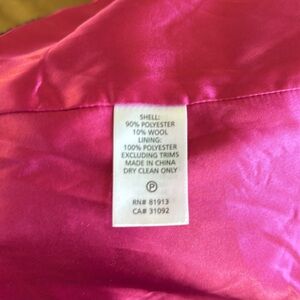 SHELL:
90% POLYESTER
10% WOOL
LINING:
100% POLYESTER
EXCLUDING TRIMS
MADE IN CHINA
DRY CLEAN ONLY
P
RN# 81913
CA# 31092